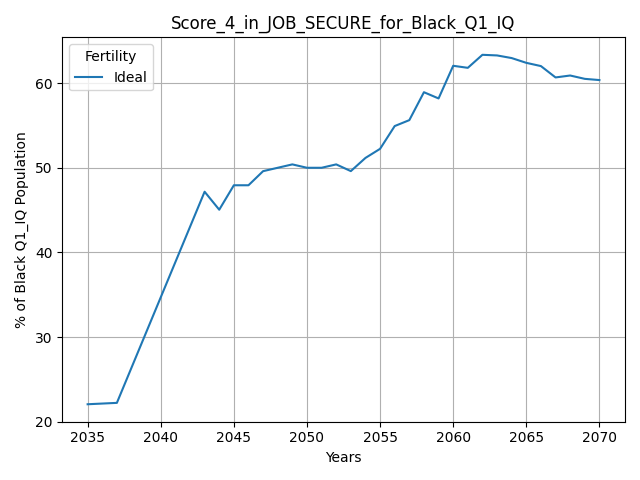 Score_4_in_JOB_SECURE_for_Black_Q1_IQ
Fertility
Ideal
% of Black Q1_IQ Population
60
50
40
30
20
2035 2040 2045 2050 2055 2060 2065 2070
Years